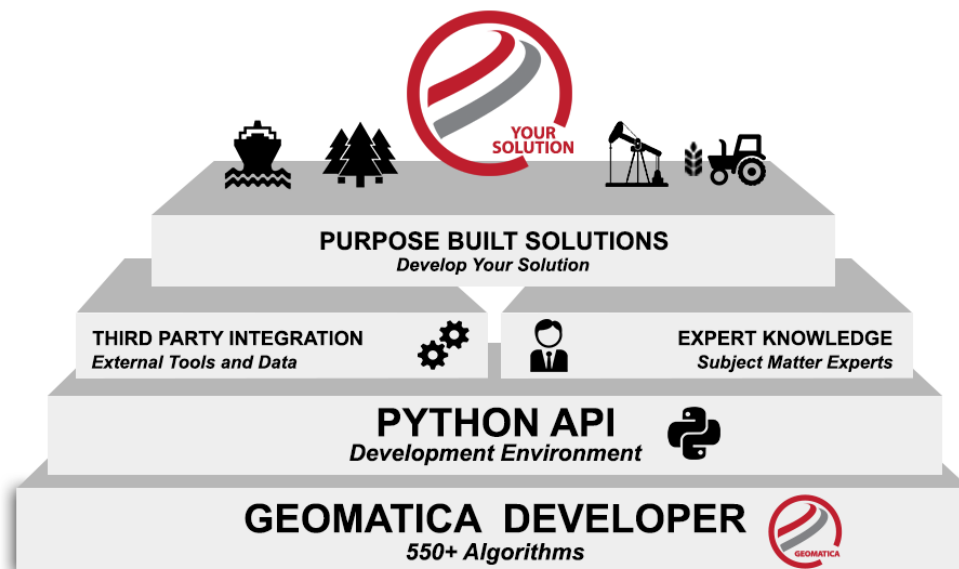 YOUR
SOLUTION
PURPOSE BUILT SOLUTIONS
Develop Your Solution
THIRD PARTY INTEGRATION
External Tools and Data
EXPERT KNOWLEDGE
Subject Matter Experts
PYTHON API
Development Environment
GEOMATICA DEVELOPER
550+ Algorithms
GEOMATICA